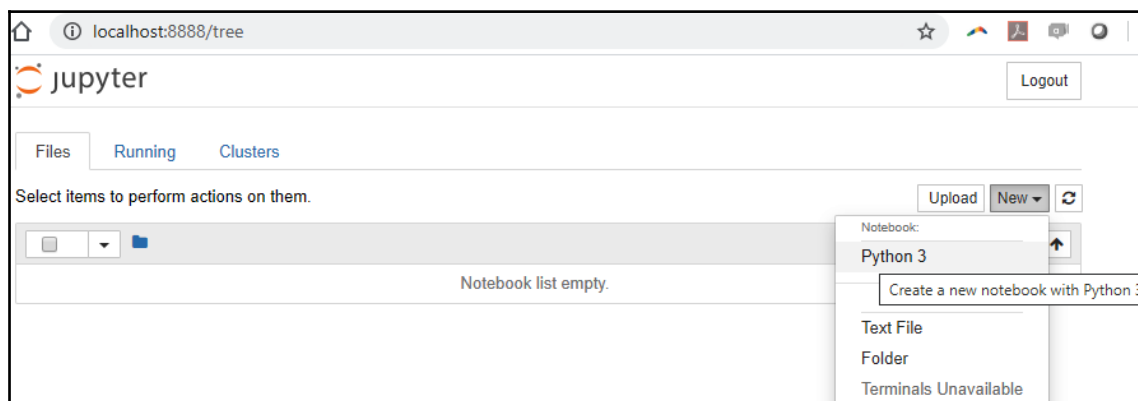 localhost:8888/tree
jupyter
Logout
Files Running Clusters
Select items to perform actions on them.
Upload New
Notebook:
Python 3
Notebook list empty.
Create a new notebook with Python 3
Text File
Folder
Terminals Unavailable